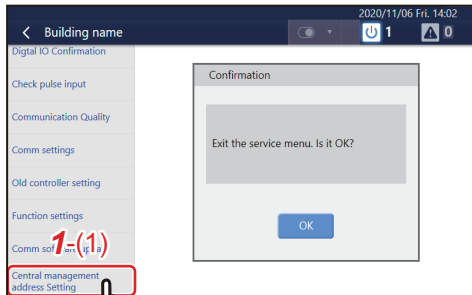 2020/11/06 Fri. 14:02
Building name
1
0
Digtal IO Confirmation
Check pulse input
Communication Quality
Comm settings
Old controller setting
Function settings
1-(1)
Comm
Central management
address Setting
Confirmation
Exit the service menu. Is it OK?
OK